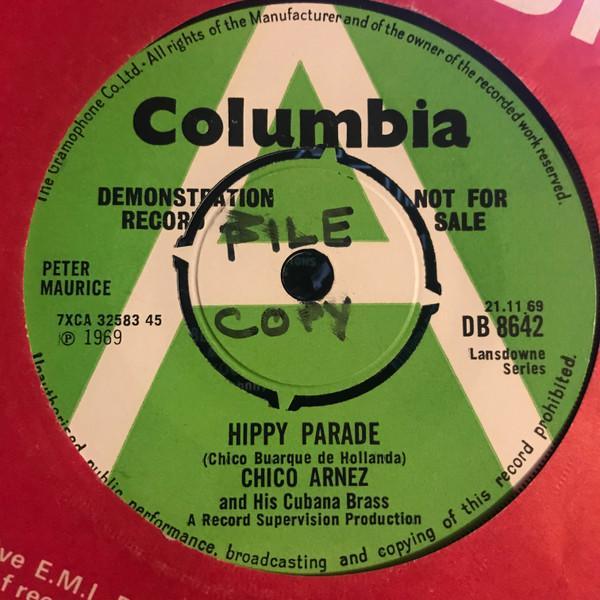 The Gramophone Co. Ltd. · All rights of the Manufacturer and of the owner of the recorded work reserved.
Columbia
DEMONSTRATION
RECORD
NOT FOR
SALE
FILE
COPY
PETER
MAURICE
7XCA 32583 45
Ⓟ 1969
21.11.69
DB 8642
Lansdowne
Series
HIPPY PARADE
(Chico Buarque de Hollanda)
CHICO ARNEZ
and His Cubana Brass
A Record Supervision Production
Unauthorised public performance, broadcasting and copying of this record prohibited.
ve E.M.I.
f rec